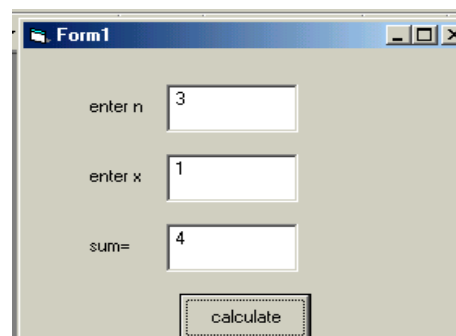 Form1
enter n 3
enter x 1
sum= 4
calculate